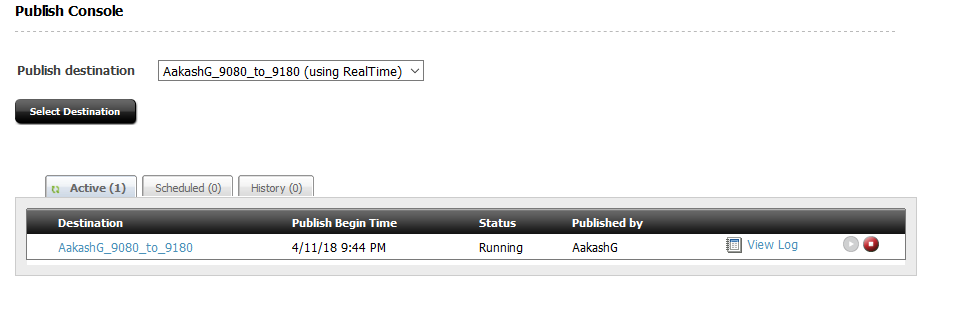 Publish Console
Publish destination AakashG_9080_to_9180 (using RealTime)
Select Destination
Active (1) Scheduled (0) History (0)
Destination Publish Begin Time Status Published by
AakashG_9080_to_9180 4/11/18 9:44 PM Running AakashG View Log